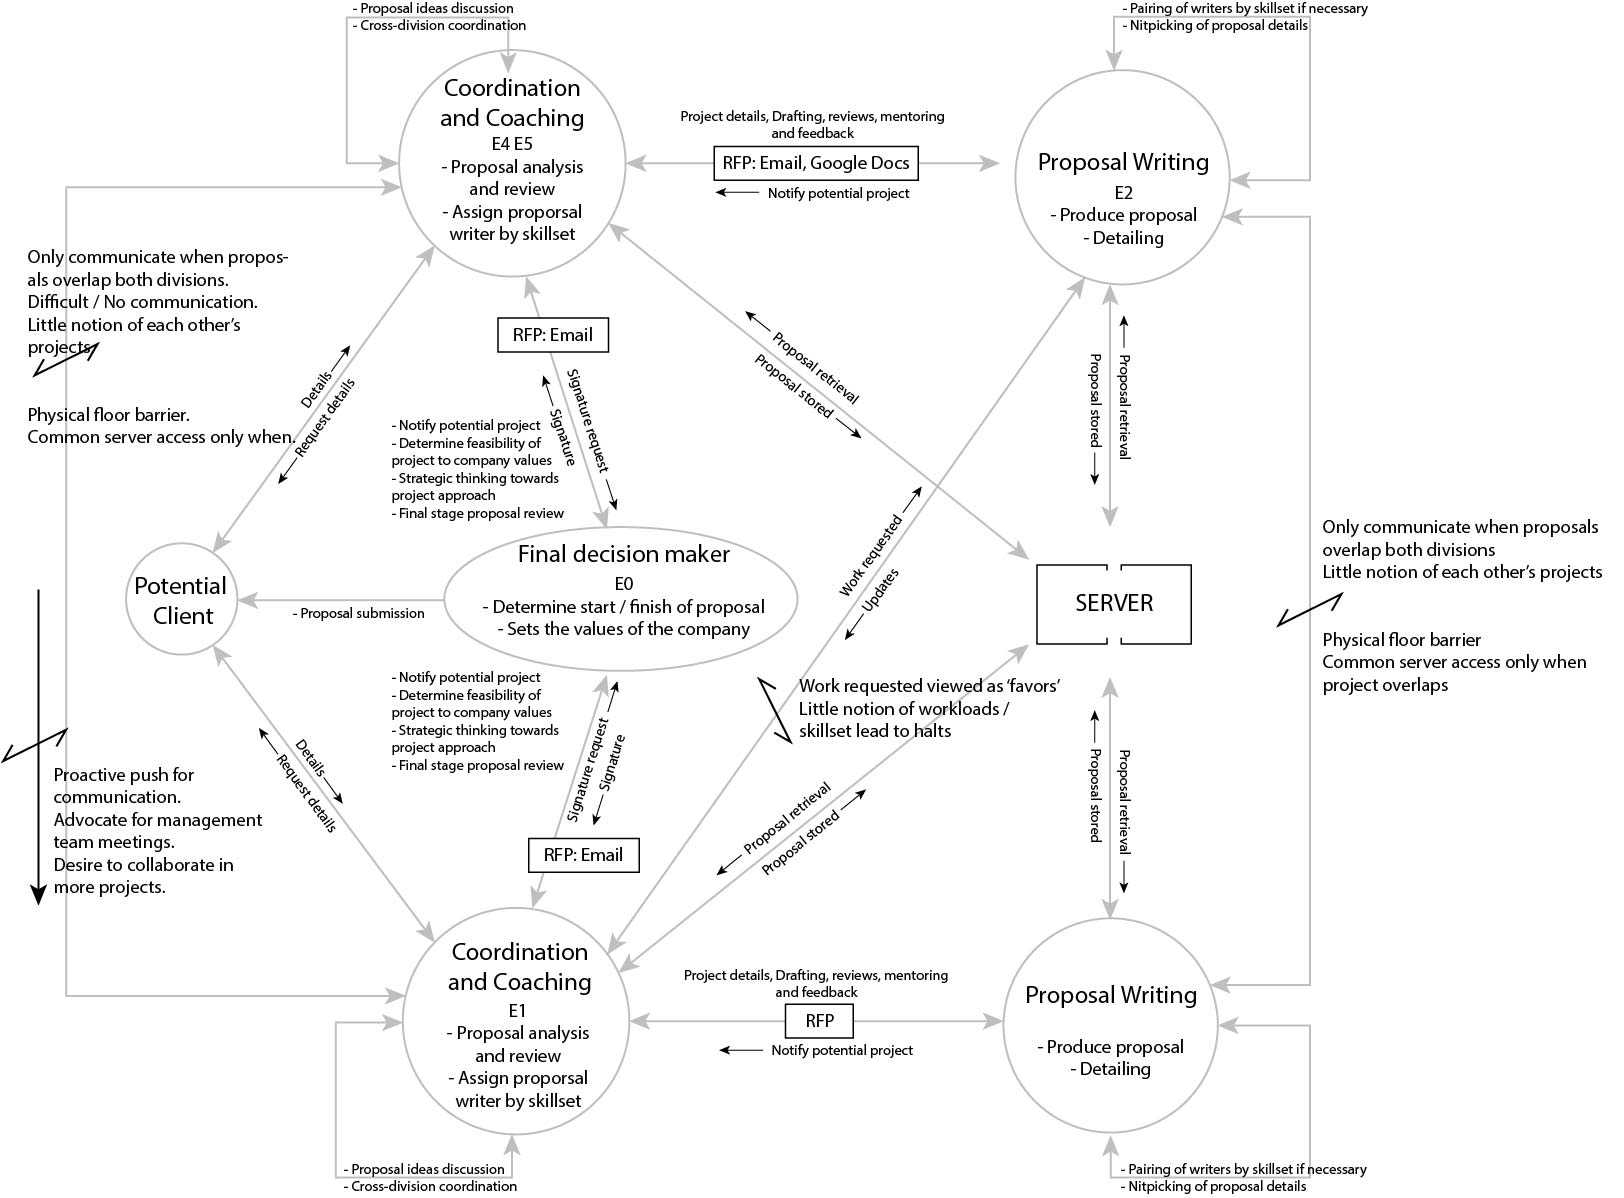 - Proposal ideas discussion
- Cross-division coordination
- Pairing of writers by skillset if necessary
- Nitpicking of proposal details
Coordination
and Coaching
E4 E5
- Proposal analysis
and review
- Assign proporsal
writer by skillset
Project details, Drafting, reviews, mentoring
and feedback
RFP: Email, Google Docs
Notify potential project
Proposal Writing
E2
- Produce proposal
- Detailing
Only communicate when propos-
als overlap both divisions.
Difficult / No communication.
Little notion of each other's
projects
Physical floor barrier.
Common server access only when.
Details
Request details
RFP: Email
Signature request
Signature
- Notify potential project
- Determine feasibility of
project to company values
- Strategic thinking towards
project approach
- Final stage proposal review
Proposal retrieval
Proposal stored
Proposal stored
Proposal retrieval
Potential
Client
- Proposal submission
Final decision maker
E0
- Determine start / finish of proposal
- Sets the values of the company
Work requested
Updates
SERVER
Only communicate when proposals
overlap both divisions
Little notion of each other's projects
Physical floor barrier
Common server access only when
project overlaps
- Notify potential project
- Determine feasibility of
project to company values
- Strategic thinking towards
project approach
- Final stage proposal review
Signature request
Signature
Work requested viewed as 'favors'
Little notion of workloads /
skillset lead to halts
Details
Request details
Proactive push for
communication.
Advocate for management
team meetings.
Desire to collaborate in
more projects.
Proposal retrieval
Proposal stored
Proposal stored
Proposal retrieval
RFP: Email
Coordination
and Coaching
E1
- Proposal analysis
and review
- Assign proporsal
writer by skillset
Project details, Drafting, reviews, mentoring
and feedback
RFP
Notify potential project
Proposal Writing
- Produce proposal
- Detailing
- Proposal ideas discussion
- Cross-division coordination
- Pairing of writers by skillset if necessary
- Nitpicking of proposal details